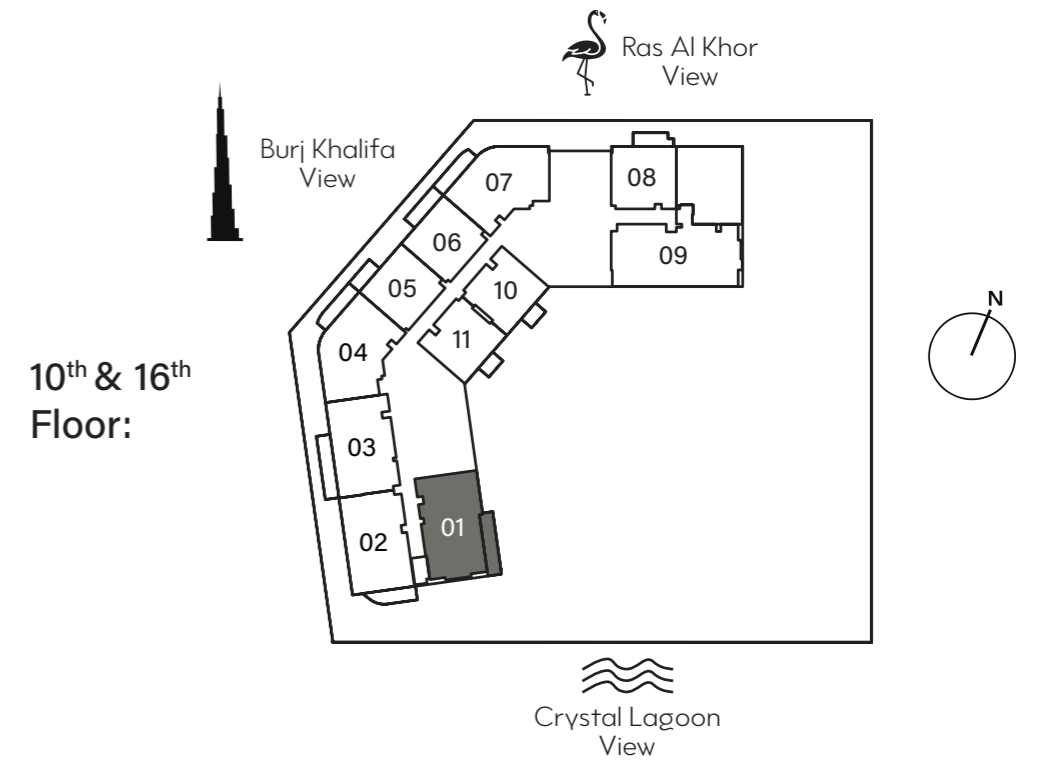 Ras Al Khor
View
Burj Khalifa
View
07
08
06
09
05
10
11
04
N
10th & 16th
Floor:
03
01
02
Crystal Lagoon
View